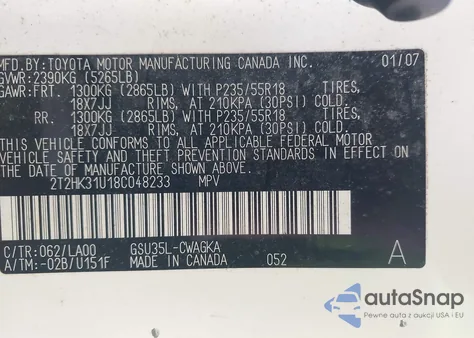 MFD.BY:TOYOTA MOTOR MANUFACTURING CANADA INC. 01/07
GVWR:2390KG (5265LB)
GAWR:FRT. 1300KG (2865LB) WITH P235/55R18 TIRES,
18X7JJ RIMS, AT 210KPA (30PSI) COLD.
RR. 1300KG (2865LB) WITH P235/55R18 TIRES,
18X7JJ RIMS, AT 210KPA (30PSI) COLD.
THIS VEHICLE CONFORMS TO ALL APPLICABLE FEDERAL MOTOR
VEHICLE SAFETY AND THEFT PREVENTION STANDARDS IN EFFECT ON
THE DATE OF MANUFACTURE SHOWN ABOVE.
2T2HK31U18C048233 MPV
C/TR:062/LA00 GSU35L-CWAGKA
A/TM:-02B/U151F MADE IN CANADA 052 A
autoSnap
Pewne auta z aukcji USA i EU